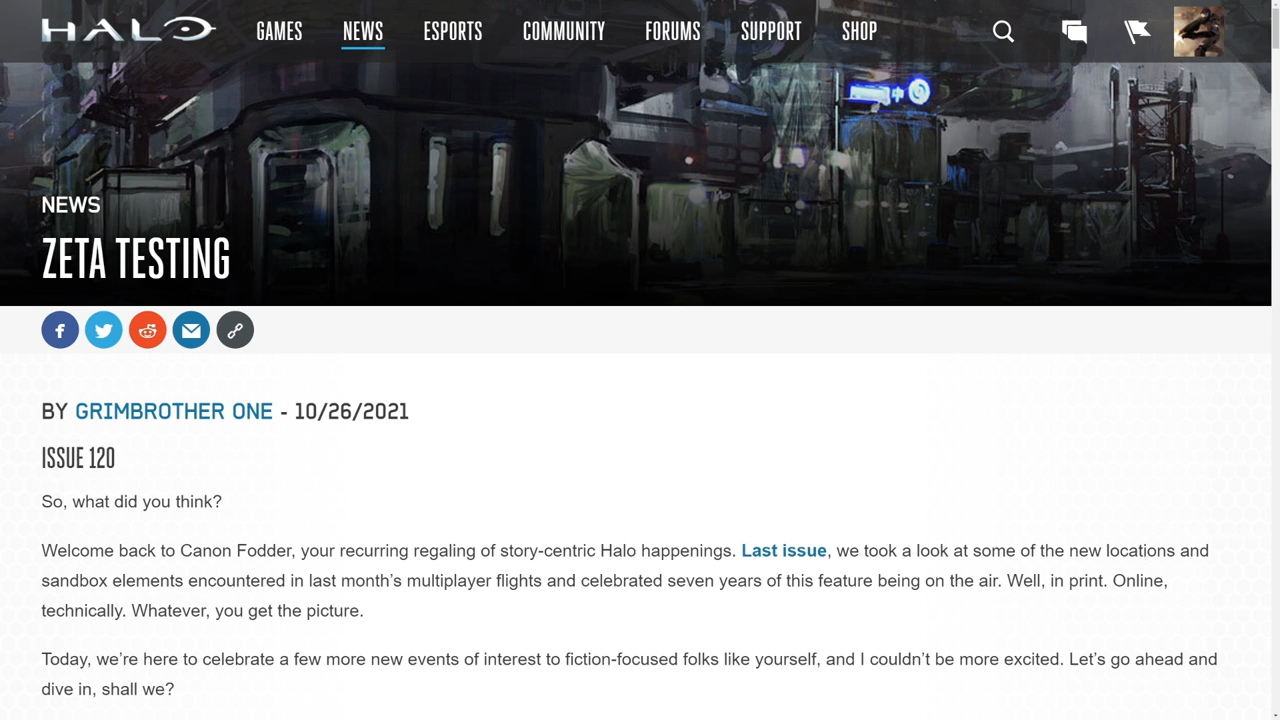 HALO GAMES NEWS ESPORTS COMMUNITY FORUMS SUPPORT SHOP
NEWS
ZETA TESTING
BY GRIMBROTHER ONE - 10/26/2021
ISSUE 120
So, what did you think?
Welcome back to Canon Fodder, your recurring regaling of story-centric Halo happenings. Last issue, we took a look at some of the new locations and
sandbox elements encountered in last month’s multiplayer flights and celebrated seven years of this feature being on the air. Well, in print. Online,
technically. Whatever, you get the picture.
Today, we’re here to celebrate a few more new events of interest to fiction-focused folks like yourself, and I couldn’t be more excited. Let’s go ahead and
dive in, shall we?